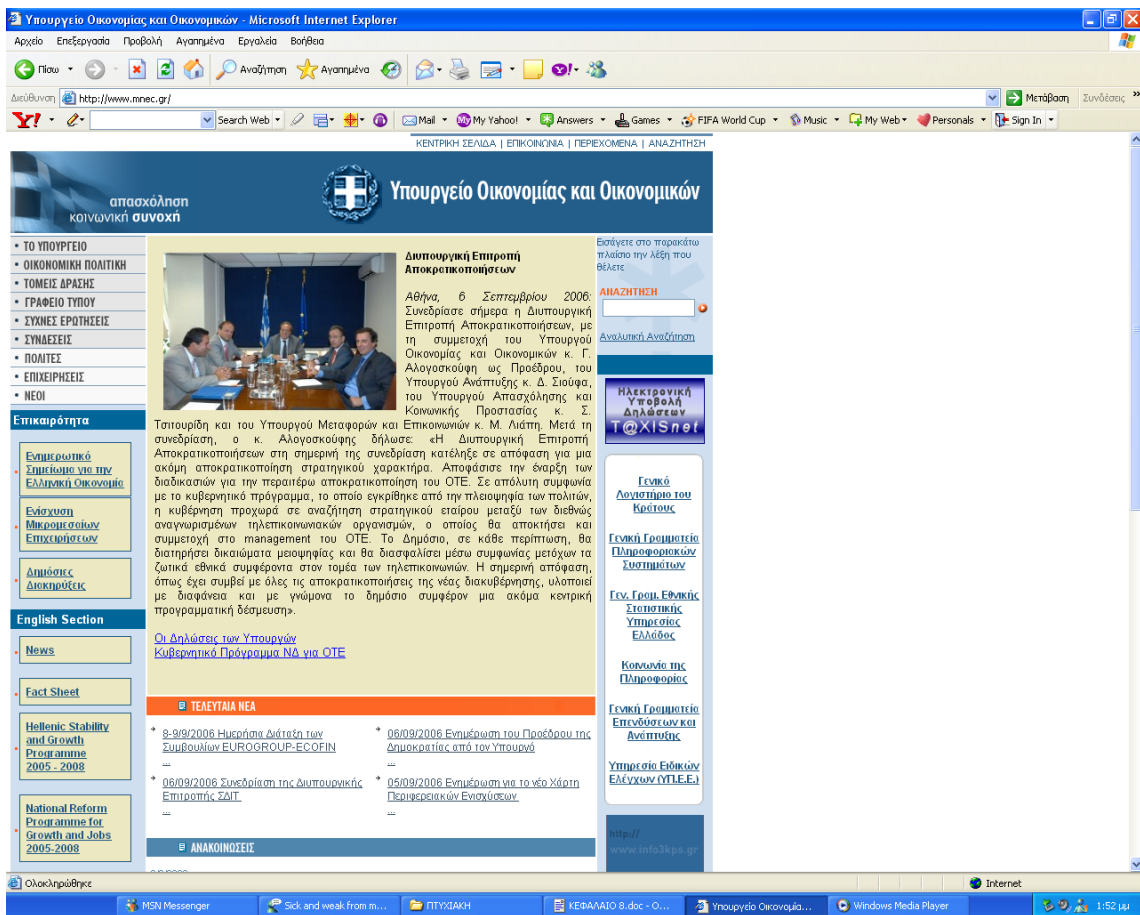 Υπουργείο Οικονομίας και Οικονομικών - Microsoft Internet Explorer
Αρχείο Επεξεργασία Προβολή Αγαπημένα Εργαλεία Βοήθεια
Πίσω Αναζήτηση Αγαπημένα
Διεύθυνση http://www.mnec.gr/ Μετάβαση Συνδέσεις »
Y! Search Web Mail My Yahoo! Answers Games FIFA World Cup Music My Web Personals Sign In
ΚΕΝΤΡΙΚΗ ΣΕΛΙΔΑ | ΕΠΙΚΟΙΝΩΝΙΑ | ΠΕΡΙΕΧΟΜΕΝΑ | ΑΝΑΖΗΤΗΣΗ
απασχόληση
κοινωνική συνοχή
Υπουργείο Οικονομίας και Οικονομικών
• ΤΟ ΥΠΟΥΡΓΕΙΟ
• ΟΙΚΟΝΟΜΙΚΗ ΠΟΛΙΤΙΚΗ
• ΤΟΜΕΙΣ ΔΡΑΣΗΣ
• ΓΡΑΦΕΙΟ ΤΥΠΟΥ
• ΣΥΧΝΕΣ ΕΡΩΤΗΣΕΙΣ
• ΣΥΝΔΕΣΕΙΣ
• ΠΟΛΙΤΕΣ
• ΕΠΙΧΕΙΡΗΣΕΙΣ
• ΝΕΟΙ
Επικαιρότητα
Ενημερωτικό
Σημείωμα για την
Ελληνική Οικονομία
Ενίσχυση
Μικρομεσαίων
Επιχειρήσεων
Δημόσιες
Διακηρύξεις
English Section
News
Fact Sheet
Hellenic Stability
and Growth
Programme
2005 - 2008
National Reform
Programme for
Growth and Jobs
2005-2008
Διυπουργική Επιτροπή
Αποκρατικοποιήσεων
Αθήνα, 6 Σεπτεμβρίου 2006:
Συνεδρίασε σήμερα η Διυπουργική
Επιτροπή Αποκρατικοποιήσεων, με
τη συμμετοχή του Υπουργού
Οικονομίας και Οικονομικών κ. Γ.
Αλογοσκούφη ως Προέδρου, του
Υπουργού Ανάπτυξης κ. Δ. Σιούφα,
του Υπουργού Απασχόλησης και
Κοινωνικής Προστασίας κ. Σ.
Τσιτουρίδη και του Υπουργού Μεταφορών και Επικοινωνιών κ. Μ. Λιάπη. Μετά τη
συνεδρίαση, ο κ. Αλογοσκούφης δήλωσε: «Η Διυπουργική Επιτροπή
Αποκρατικοποιήσεων στη σημερινή της συνεδρίαση κατέληξε σε απόφαση για μια
ακόμη αποκρατικοποίηση στρατηγικού χαρακτήρα. Αποφάσισε την έναρξη των
διαδικασιών για την περαιτέρω αποκρατικοποίηση του ΟΤΕ. Σε απόλυτη συμφωνία
με το κυβερνητικό πρόγραμμα, το οποίο εγκρίθηκε από την πλειοψηφία των πολιτών,
η κυβέρνηση προχωρά σε αναζήτηση στρατηγικού εταίρου μεταξύ των διεθνώς
αναγνωρισμένων τηλεπικοινωνιακών οργανισμών, ο οποίος θα αποκτήσει και
συμμετοχή στο management του ΟΤΕ. Το Δημόσιο, σε κάθε περίπτωση, θα
διατηρήσει δικαιώματα μειοψηφίας και θα διασφαλίσει μέσω συμφωνίας μετόχων τα
ζωτικά εθνικά συμφέροντα στον τομέα των τηλεπικοινωνιών. Η σημερινή απόφαση,
όπως έχει συμβεί με όλες τις αποκρατικοποιήσεις της νέας διακυβέρνησης, υλοποιεί
με διαφάνεια και με γνώμονα το δημόσιο συμφέρον μια ακόμα κεντρική
προγραμματική δέσμευση».
Οι Δηλώσεις των Υπουργών
Κυβερνητικό Πρόγραμμα ΝΔ για ΟΤΕ
ΤΕΛΕΥΤΑΙΑ ΝΕΑ
8-9/9/2006 Ημερήσια Διάταξη των
Συμβουλίων EUROGROUP-ECOFIN
...
06/09/2006 Συνεδρίαση της Διυπουργικής
Επιτροπής ΣΔΙΤ
...
06/09/2006 Ενημέρωση του Προέδρου της
Δημοκρατίας από τον Υπουργό
...
05/09/2006 Ενημέρωση για το νέο Χάρτη
Περιφερειακών Ενισχύσεων
...
ΑΝΑΚΟΙΝΩΣΕΙΣ
Εισάγετε στο παρακάτω
πλαίσιο την λέξη που
θέλετε
ΑΝΑΖΗΤΗΣΗ
Αναλυτική Αναζήτηση
Ηλεκτρονική
Υποβολή
Δηλώσεων
T@XISnet
Γενικό
Λογιστήριο του
Κράτους
Γενική Γραμματεία
Πληροφοριακών
Συστημάτων
Γεν. Γραμ. Εθνικής
Στατιστικής
Υπηρεσίας
Ελλάδος
Κοινωνία της
Πληροφορίας
Γενική Γραμματεία
Επενδύσεων και
Ανάπτυξης
Υπηρεσία Ειδικών
Ελέγχων (ΥΠ.Ε.Ε.)
http://
www.info3kps.gr
Ολοκληρώθηκε Internet
MSN Messenger Sick and weak from m... ΠΤΥΧΙΑΚΗ ΚΕΦΑΛΑΙΟ 8.doc - Ο... Υπουργείο Οικονομία... Windows Media Player 1:52 μμ